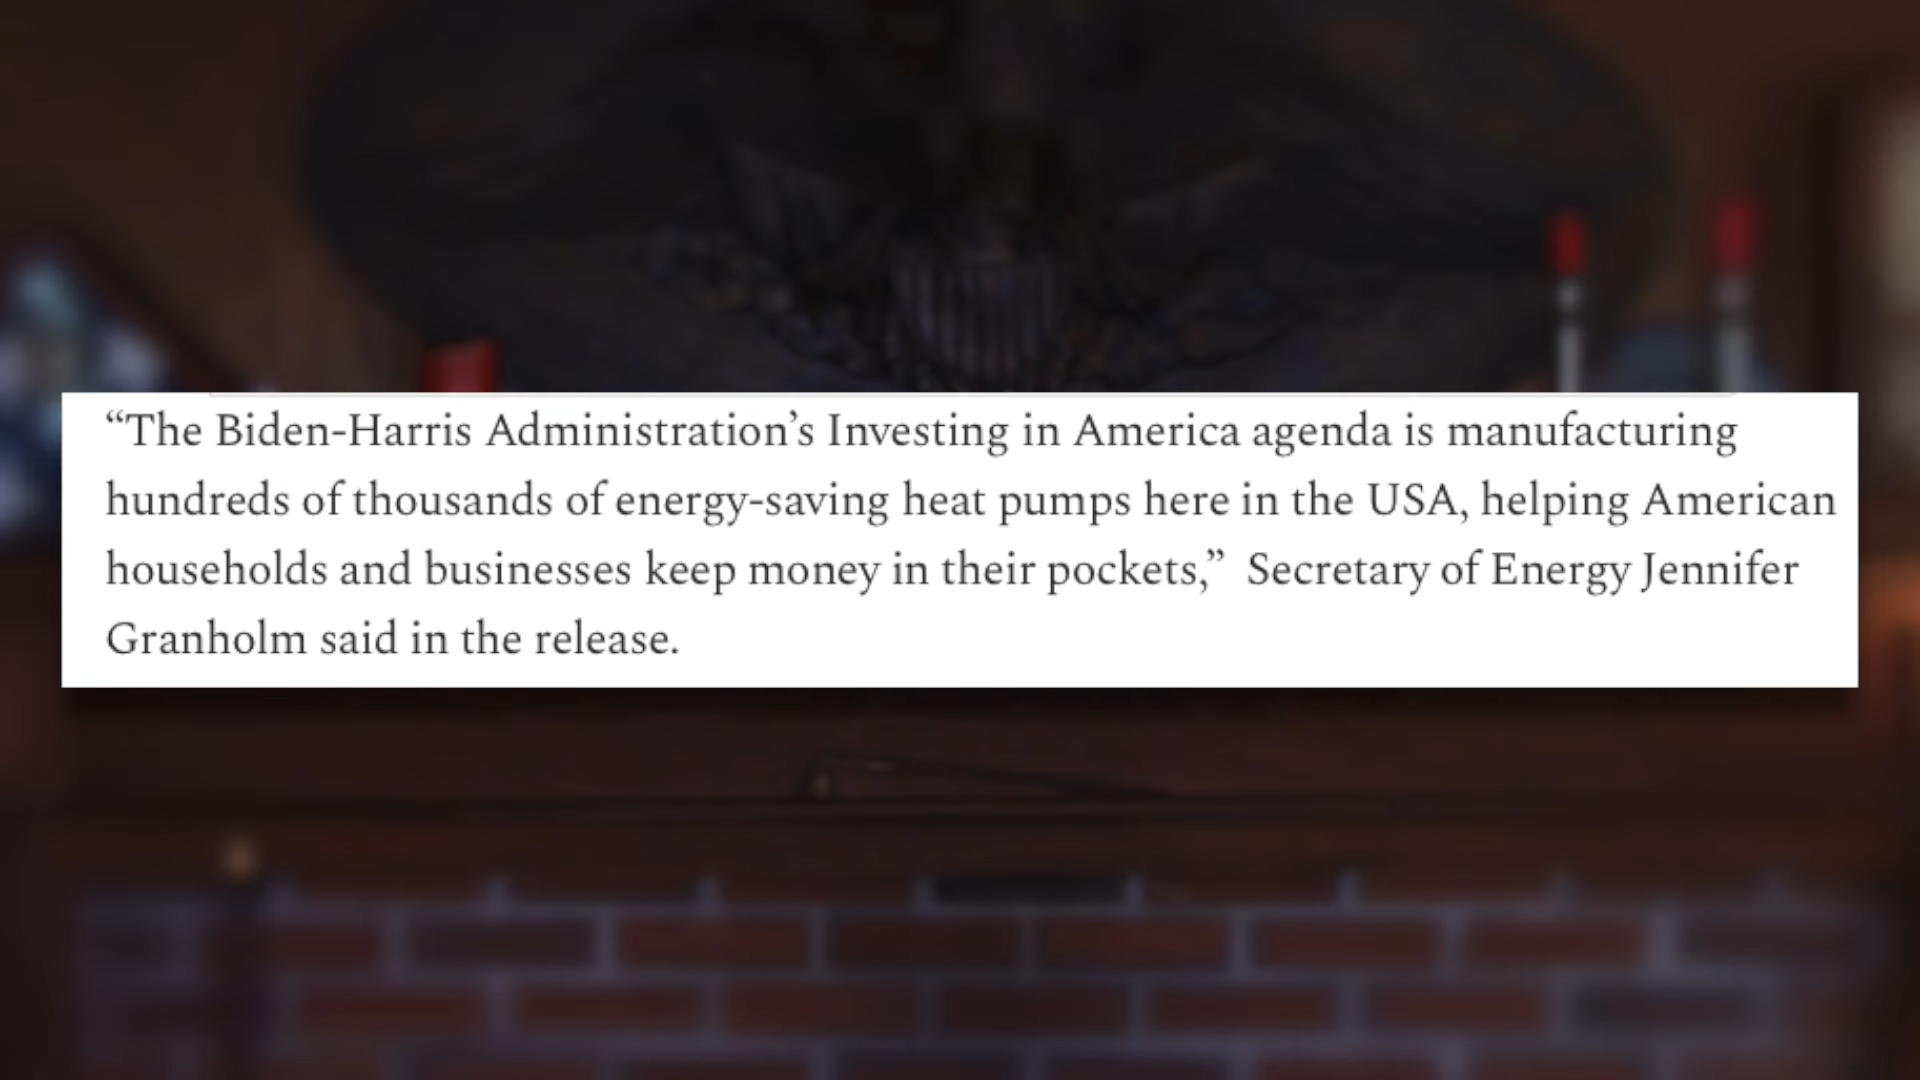 “The Biden-Harris Administration’s Investing in America agenda is manufacturing
hundreds of thousands of energy-saving heat pumps here in the USA, helping American
households and businesses keep money in their pockets,”  Secretary of Energy Jennifer
Granholm said in the release.